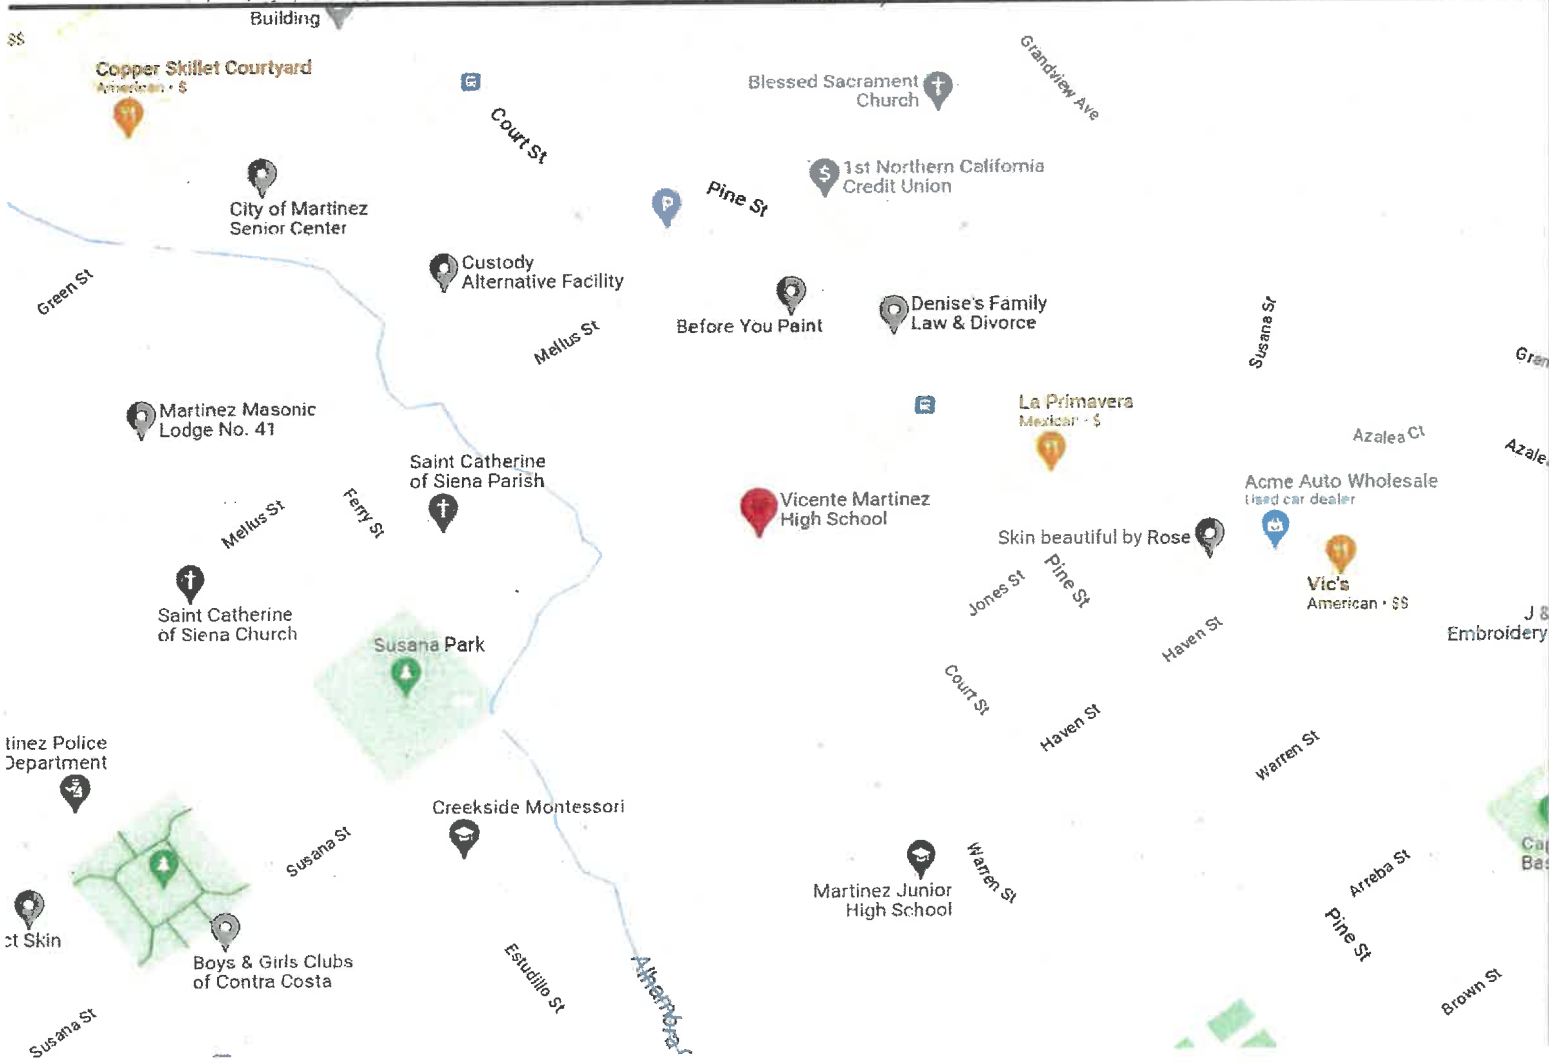 Building
$$
Copper Skillet Courtyard
American · $
Court St
Blessed Sacrament
Church
Grandview Ave
1st Northern California
Credit Union
P
Pine St
City of Martinez
Senior Center
Custody
Alternative Facility
Green St
Mellus St
Before You Paint
Denise's Family
Law & Divorce
Susana St
Gran
Martinez Masonic
Lodge No. 41
La Primavera
Mexican · $
Azalea Ct
Azale
Saint Catherine
of Siena Parish
Mellus St
Ferry St
Vicente Martinez
High School
Acme Auto Wholesale
Used car dealer
Skin beautiful by Rose
Vic's
American · $$
Jones St
Pine St
Saint Catherine
of Siena Church
Susana Park
Haven St
J &
Embroidery
Court St
Haven St
Warren St
tinez Police
Department
Creekside Montessori
Susana St
Martinez Junior
High School
Warren St
Arreba St
Ca
Bas
ct Skin
Boys & Girls Clubs
of Contra Costa
Estudillo St
Alhambra
Pine St
Brown St
Susana St